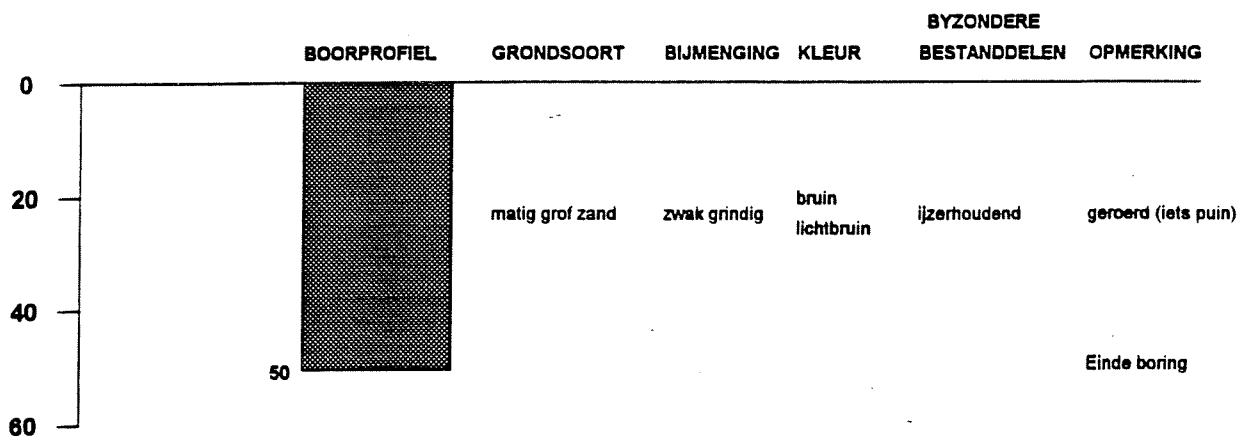 BYZONDERE
BOORPROFIEL GRONDSOORT BIJMENGING KLEUR BESTANDDELEN OPMERKING
0
20 matig grof zand zwak grindig bruin lichtbruin ijzerhoudend geroerd (iets puin)
40
50 Einde boring
60